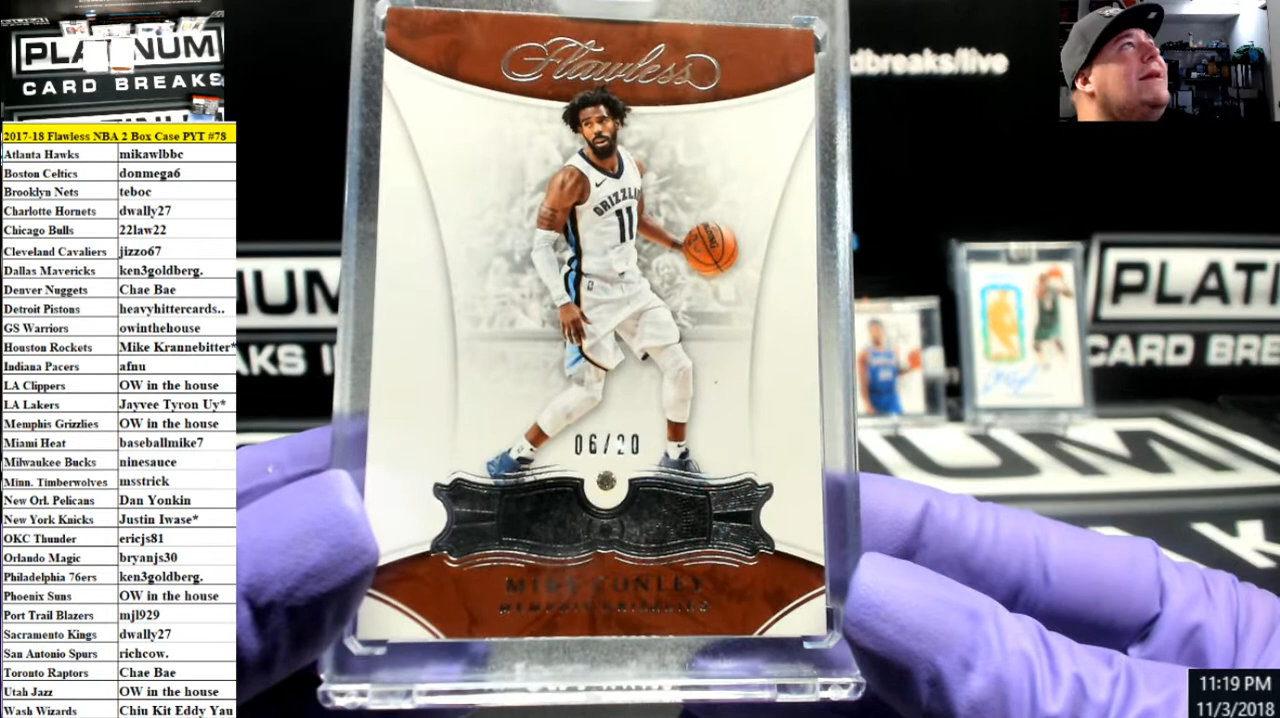 PLATINUM
CARD BREAKS
2017-18 Flawless NBA 2 Box Case PYT #78
Atlanta Hawks mikawlbbc
Boston Celtics donmega6
Brooklyn Nets teboc
Charlotte Hornets dwally27
Chicago Bulls 22law22
Cleveland Cavaliers jizzo67
Dallas Mavericks ken3goldberg.
Denver Nuggets Chae Bae
Detroit Pistons heavyhittercards..
GS Warriors owinthehouse
Houston Rockets Mike Krannebitter*
Indiana Pacers afnu
LA Clippers OW in the house
LA Lakers Jayvee Tyron Uy*
Memphis Grizzlies OW in the house
Miami Heat baseballmike7
Milwaukee Bucks ninesauce
Minn. Timberwolves msstrick
New Orl. Pelicans Dan Yonkin
New York Knicks Justin Iwase*
OKC Thunder ericjs81
Orlando Magic bryanjs30
Philadelphia 76ers ken3goldberg.
Phoenix Suns OW in the house
Port Trail Blazers mjl929
Sacramento Kings dwally27
San Antonio Spurs richcow.
Toronto Raptors Chae Bae
Utah Jazz OW in the house
Wash Wizards Chiu Kit Eddy Yau
Flawless
GRIZZLI
11
SPALDING
06/20
MIKE CONLEY
MEMPHIS GRIZZLIES
rdbreaks/live
NUM
AKS
PLATI
CARD BRE
UM
11:19 PM
11/3/2018